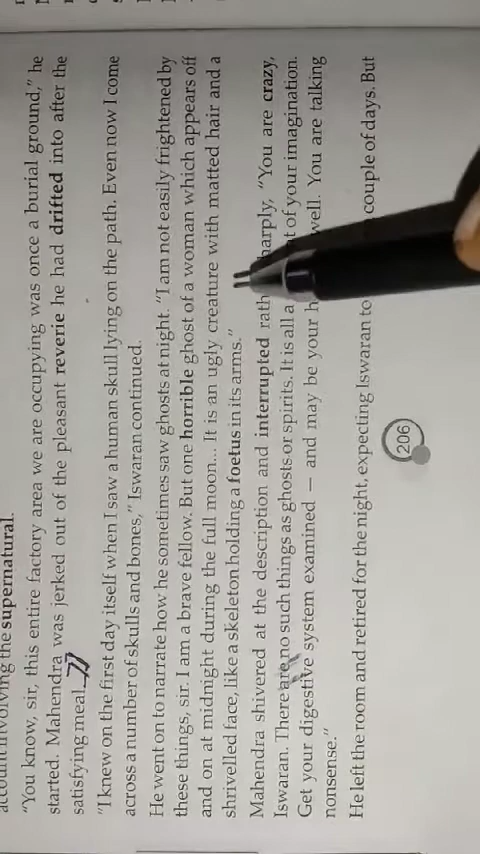 account involving the supernatural.
“You know, sir, this entire factory area we are occupying was once a burial ground,” he
started. Mahendra was jerked out of the pleasant reverie he had drifted into after the
satisfying meal.
“I knew on the first day itself when I saw a human skull lying on the path. Even now I come
across a number of skulls and bones,” Iswaran continued.
He went on to narrate how he sometimes saw ghosts at night. “I am not easily frightened by
these things, sir. I am a brave fellow. But one horrible ghost of a woman which appears off
and on at midnight during the full moon... It is an ugly creature with matted hair and a
shrivelled face, like a skeleton holding a foetus in its arms.”
Mahendra shivered at the description and interrupted rather sharply, “You are crazy,
Iswaran. There are no such things as ghosts or spirits. It is all a of your imagination.
Get your digestive system examined — and may be your well. You are talking
nonsense.”
He left the room and retired for the night, expecting Iswaran to couple of days. But
206